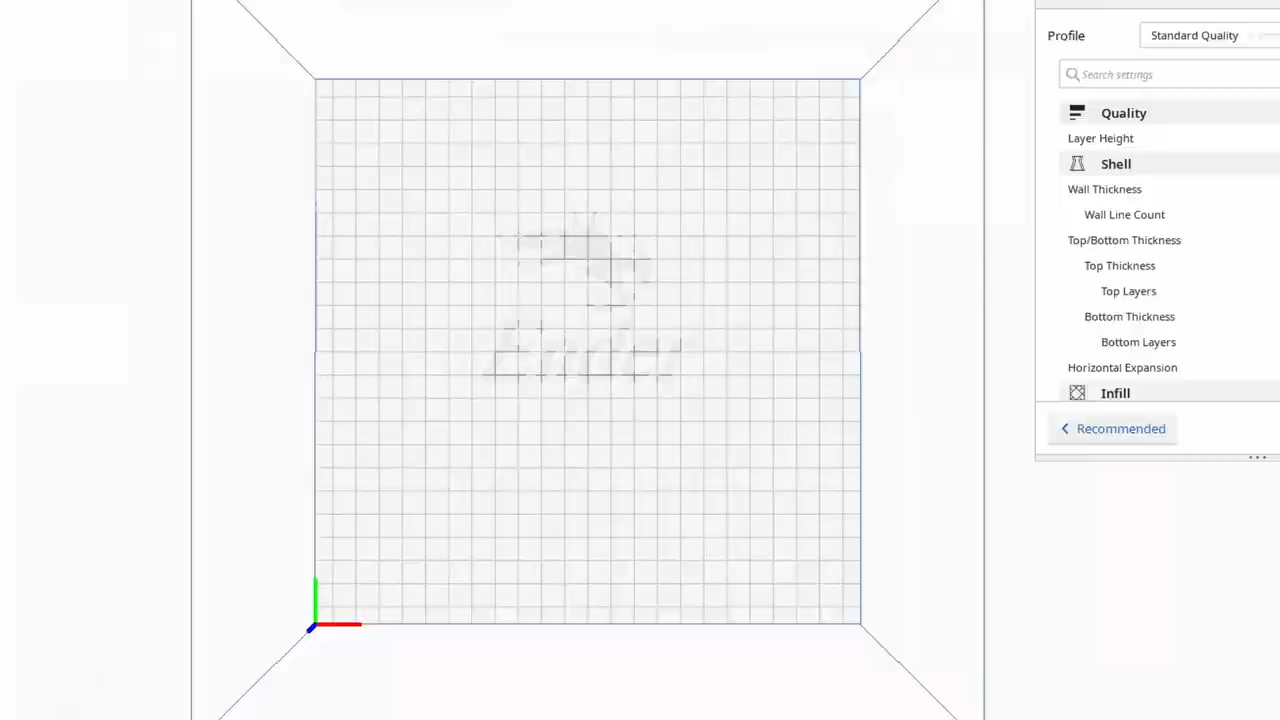 Profile
Standard Quality
Search settings
Quality
Layer Height
Shell
Wall Thickness
Wall Line Count
Top/Bottom Thickness
Top Thickness
Top Layers
Bottom Thickness
Bottom Layers
Horizontal Expansion
Infill
Recommended
Ender